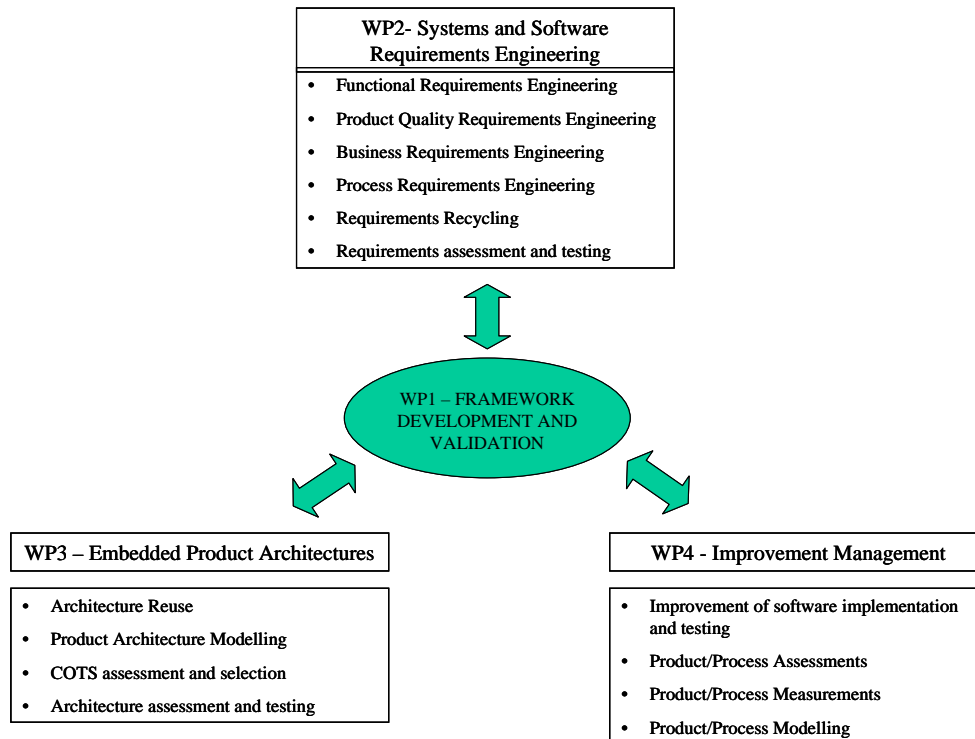 WP2- Systems and Software
Requirements Engineering
• Functional Requirements Engineering
• Product Quality Requirements Engineering
• Business Requirements Engineering
• Process Requirements Engineering
• Requirements Recycling
• Requirements assessment and testing
WP1 – FRAMEWORK
DEVELOPMENT AND
VALIDATION
WP3 – Embedded Product Architectures
• Architecture Reuse
• Product Architecture Modelling
• COTS assessment and selection
• Architecture assessment and testing
WP4 - Improvement Management
• Improvement of software implementation
and testing
• Product/Process Assessments
• Product/Process Measurements
• Product/Process Modelling